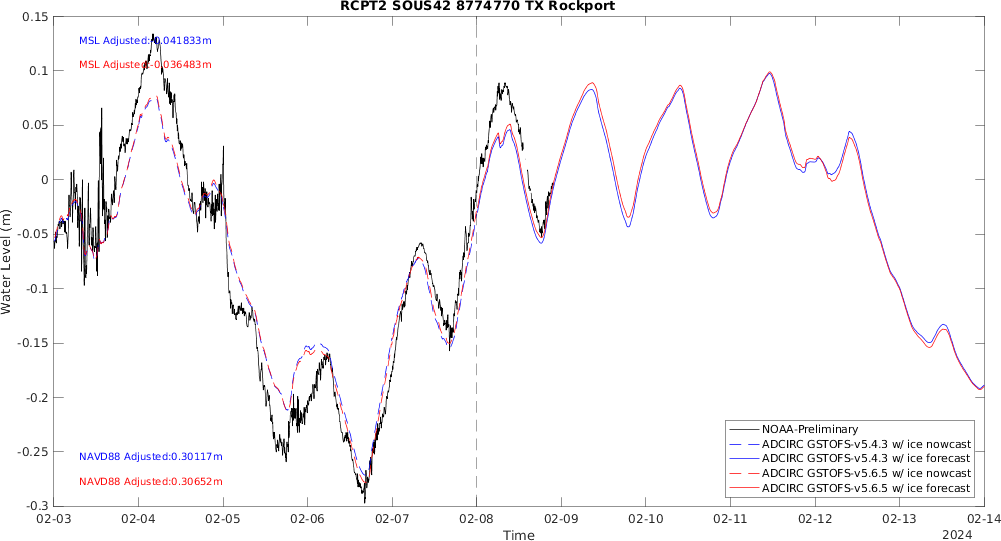 RCPT2 SOUS42 8774770 TX Rockport
0.15
MSL Adjusted:-0.041833m
MSL Adjusted:-0.036483m
0.1
0.05
0
-0.05
-0.1
-0.15
-0.2
-0.25
-0.3
Water Level (m)
NAVD88 Adjusted:0.30117m
NAVD88 Adjusted:0.30652m
NOAA-Preliminary
ADCIRC GSTOFS-v5.4.3 w/ ice nowcast
ADCIRC GSTOFS-v5.4.3 w/ ice forecast
ADCIRC GSTOFS-v5.6.5 w/ ice nowcast
ADCIRC GSTOFS-v5.6.5 w/ ice forecast
02-03 02-04 02-05 02-06 02-07 02-08 02-09 02-10 02-11 02-12 02-13 02-14
Time
2024